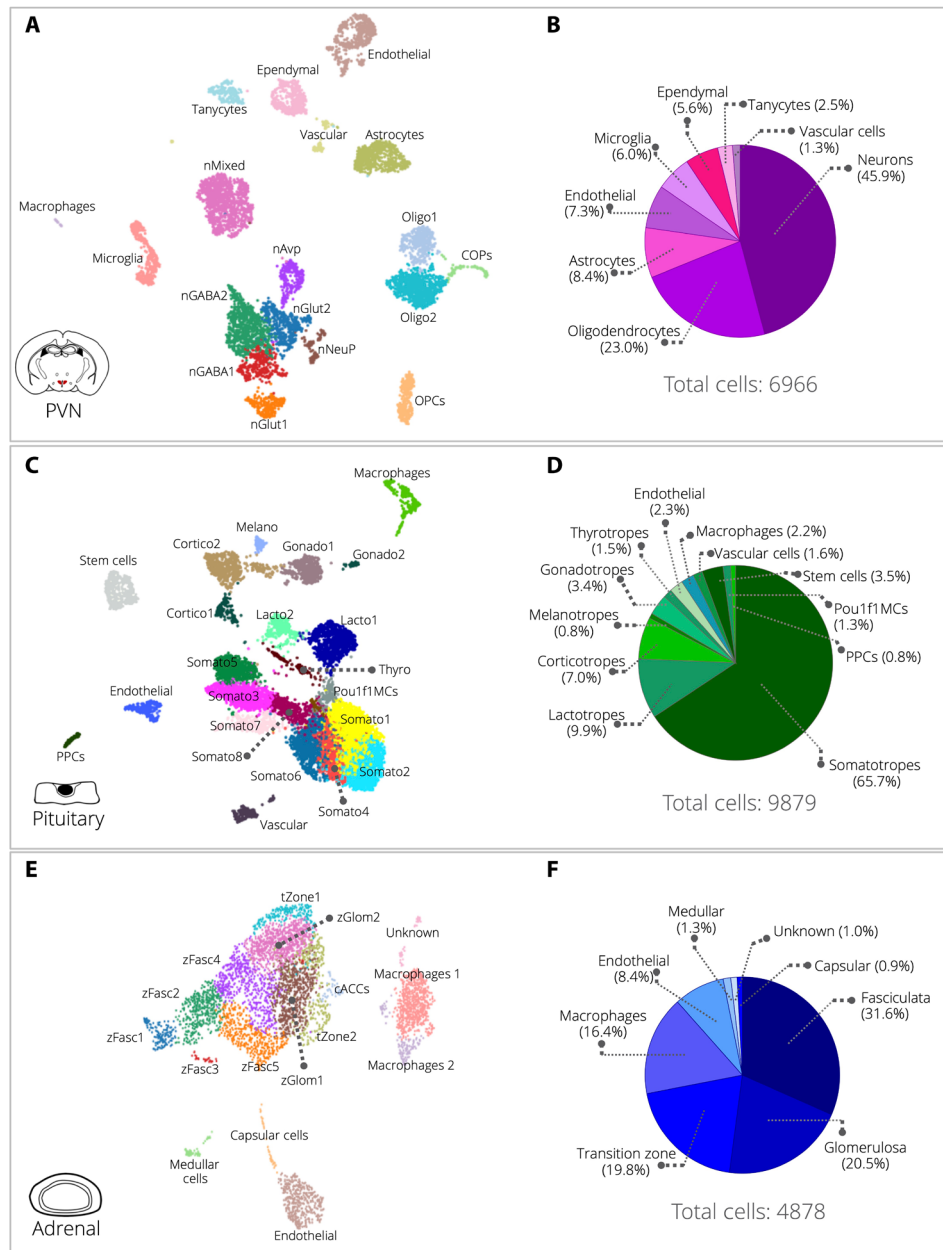 A
Endothelial
Ependymal
Tanycytes
Vascular
Astrocytes
nMixed
Macrophages
Microglia
Oligo1
COPs
nAvp
nGABA2
nGlut2
Oligo2
nNeuP
nGABA1
OPCs
nGlut1
PVN
B
Ependymal
(5.6%)
Tanycytes (2.5%)
Vascular cells
(1.3%)
Microglia
(6.0%)
Neurons
(45.9%)
Endothelial
(7.3%)
Astrocytes
(8.4%)
Oligodendrocytes
(23.0%)
Total cells: 6966
C
Macrophages
Melano
Cortico2
Gonado1
Gonado2
Stem cells
Cortico1
Lacto2
Lacto1
Somato5
Thyro
Endothelial
Somato3
Pou1f1MCs
Somato7
Somato1
PPCs
Somato8
Somato6
Somato2
Somato4
Vascular
Pituitary
D
Endothelial
(2.3%)
Thyrotropes
(1.5%)
Macrophages (2.2%)
Vascular cells (1.6%)
Gonadotropes
(3.4%)
Stem cells (3.5%)
Melanotropes
(0.8%)
Pou1f1MCs
(1.3%)
Corticotropes
(7.0%)
PPCs (0.8%)
Lactotropes
(9.9%)
Somatotropes
(65.7%)
Total cells: 9879
E
tZone1
zGlom2
Unknown
zFasc4
Macrophages 1
zFasc2
cACCs
zFasc1
tZone2
zFasc3
zFasc5
Macrophages 2
zGlom1
Capsular cells
Medullar
cells
Endothelial
Adrenal
F
Medullar
(1.3%)
Unknown (1.0%)
Endothelial
(8.4%)
Capsular (0.9%)
Macrophages
(16.4%)
Fasciculata
(31.6%)
Transition zone
(19.8%)
Glomerulosa
(20.5%)
Total cells: 4878